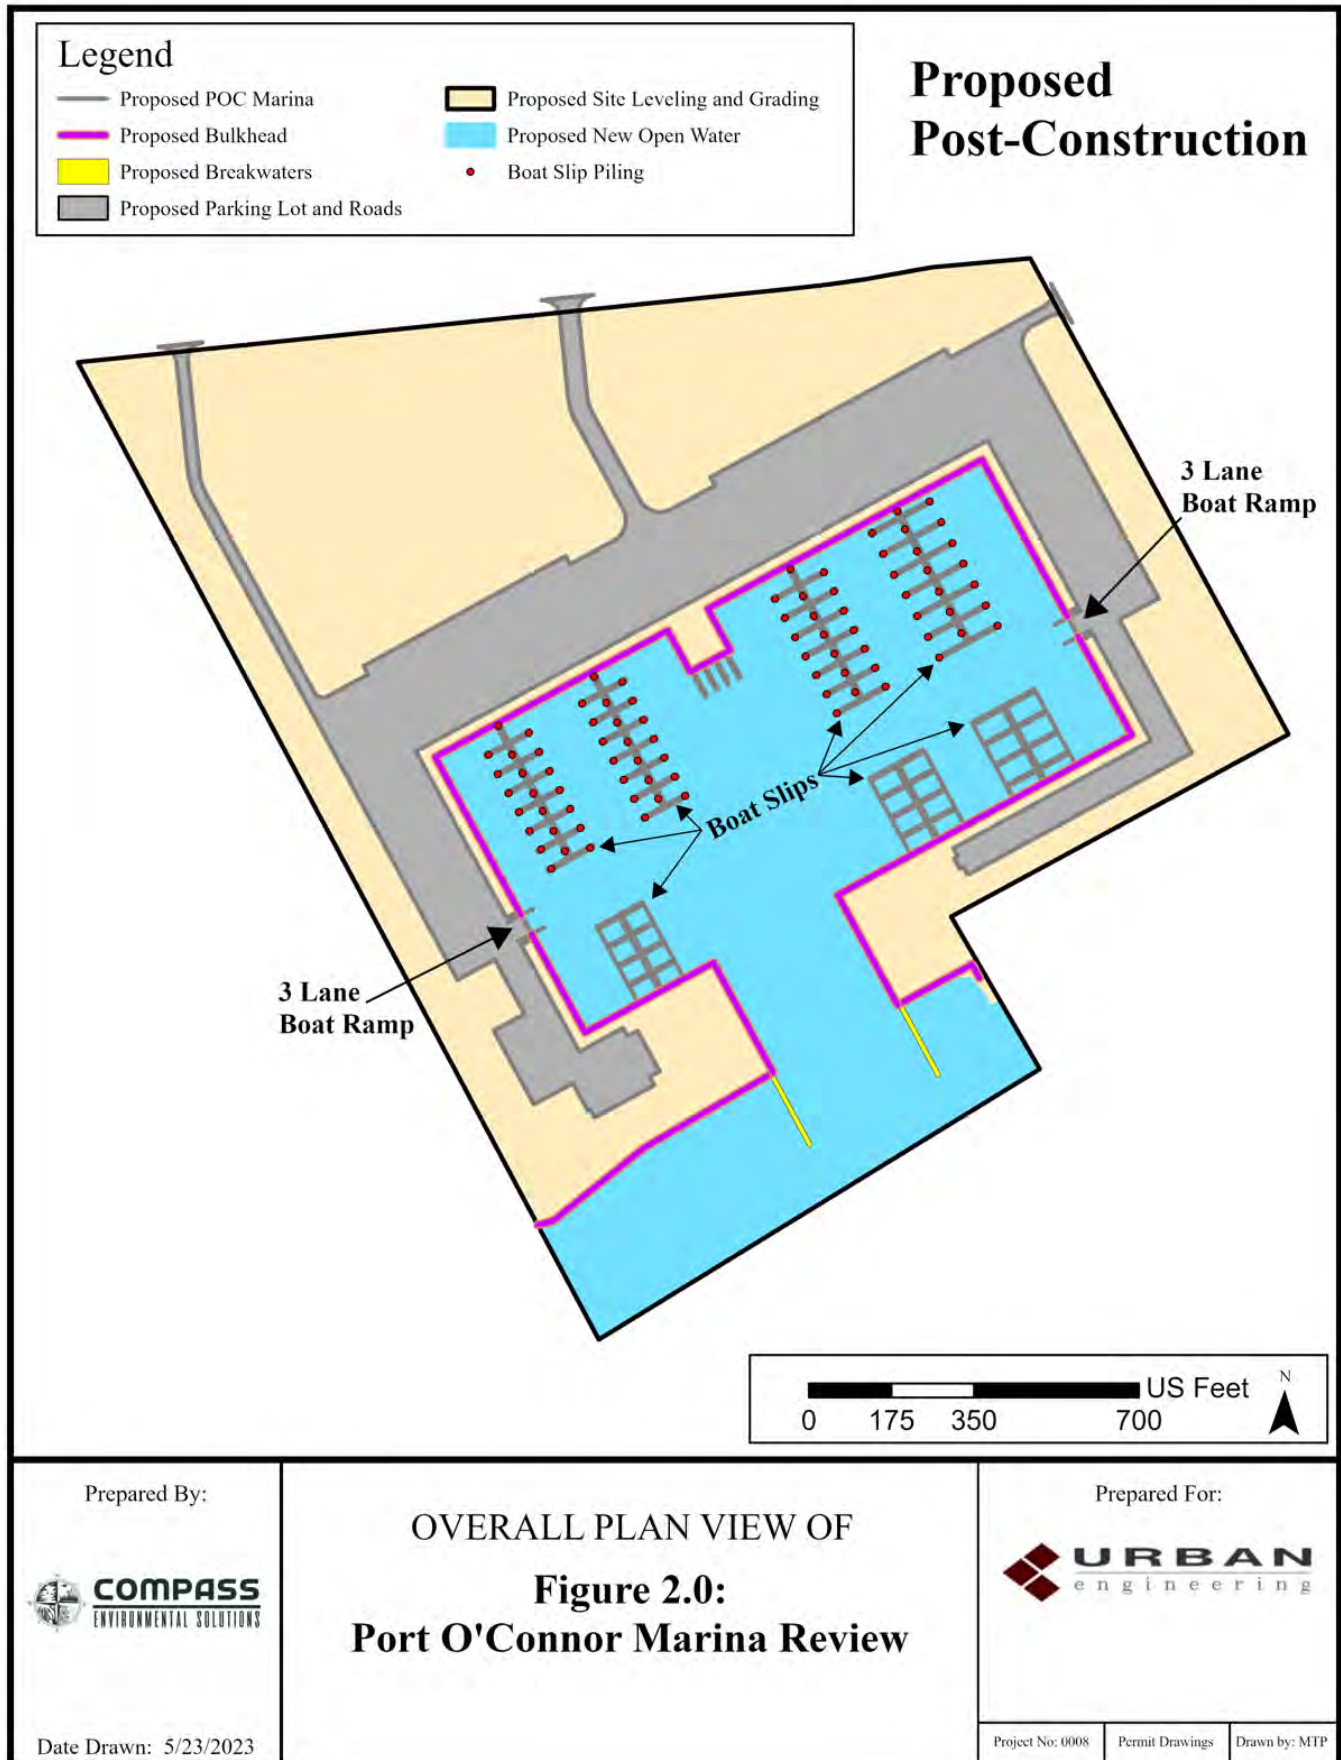 Legend
Proposed POC Marina
Proposed Bulkhead
Proposed Breakwaters
Proposed Parking Lot and Roads
Proposed Site Leveling and Grading
Proposed New Open Water
Boat Slip Piling
Proposed
Post-Construction
3 Lane
Boat Ramp
Boat Slips
3 Lane
Boat Ramp
US Feet
N
0 175 350 700
Prepared By:
COMPASS
ENVIRONMENTAL SOLUTIONS
Date Drawn: 5/23/2023
OVERALL PLAN VIEW OF
Figure 2.0:
Port O'Connor Marina Review
Prepared For:
URBAN
engineering
Project No: 0008
Permit Drawings
Drawn by: MTP